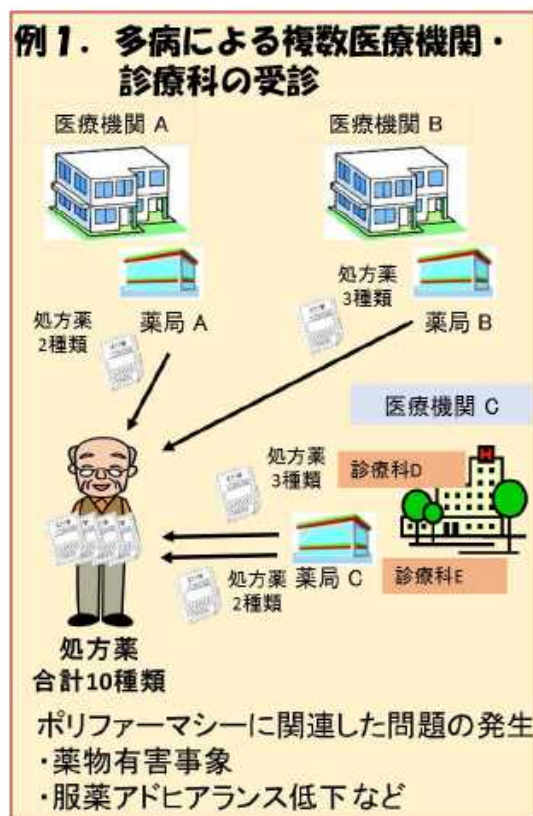 例1．多病による複数医療機関・
診療科の受診
医療機関 A
医療機関 B
処方薬
2種類
薬局 A
処方薬
3種類
薬局 B
医療機関 C
処方薬
3種類
診療科D
H
処方薬
2種類
薬局 C
診療科E
処方薬
合計10種類
ポリファーマシーに関連した問題の発生
・薬物有害事象
・服薬アドヒアランス低下など